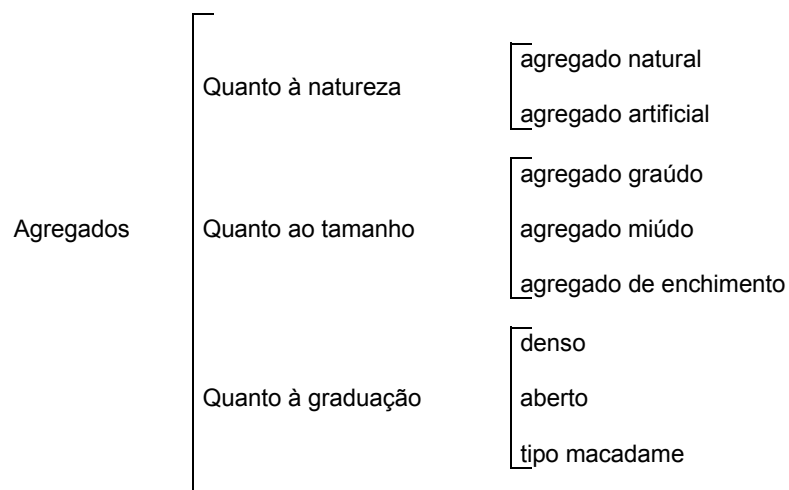 agregado natural
Quanto à natureza
agregado artificial
agregado graúdo
Agregados
Quanto ao tamanho
agregado miúdo
agregado de enchimento
denso
Quanto à graduação
aberto
tipo macadame